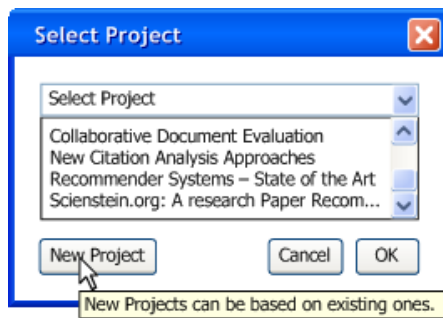 Select Project
Select Project
Collaborative Document Evaluation
New Citation Analysis Approaches
Recommender Systems – State of the Art
Scienstein.org: A research Paper Recom...
New Project
Cancel
OK
New Projects can be based on existing ones.